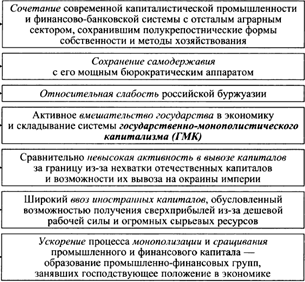 Сочетание современной капиталистической промышленности
и финансово-банковской системы с отсталым аграрным
сектором, сохранившим полукрепостнические формы
собственности и методы хозяйствования
Сохранение самодержавия
с его мощным бюрократическим аппаратом
Относительная слабость российской буржуазии
Активное вмешательство государства в экономику
и складывание системы государственно-монополистического
капитализма (ГМК)
Сравнительно невысокая активность в вывозе капиталов
за границу из-за нехватки отечественных капиталов
и возможности их вывоза на окраины империи
Широкий ввоз иностранных капиталов, обусловленный
возможностью получения сверхприбылей из-за дешевой
рабочей силы и огромных сырьевых ресурсов
Ускорение процесса монополизации и сращивания
промышленного и финансового капитала —
образование промышленно-финансовых групп,
занявших господствующее положение в экономике